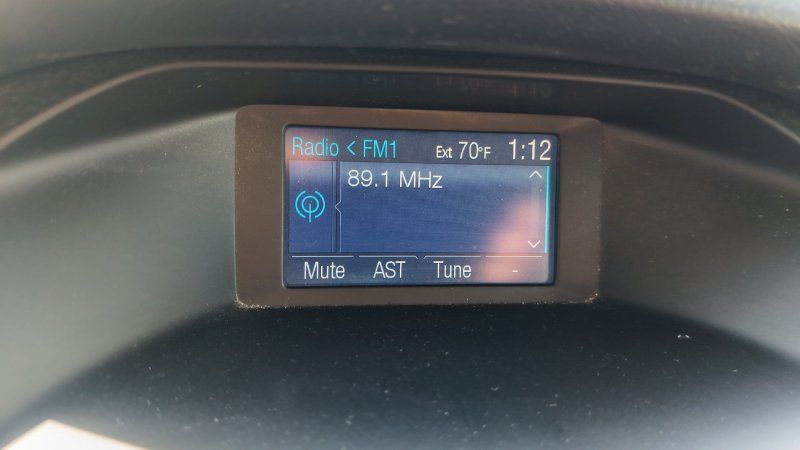 Radio < FM1 Ext 70°F 1:12
89.1 MHz
Mute AST Tune -